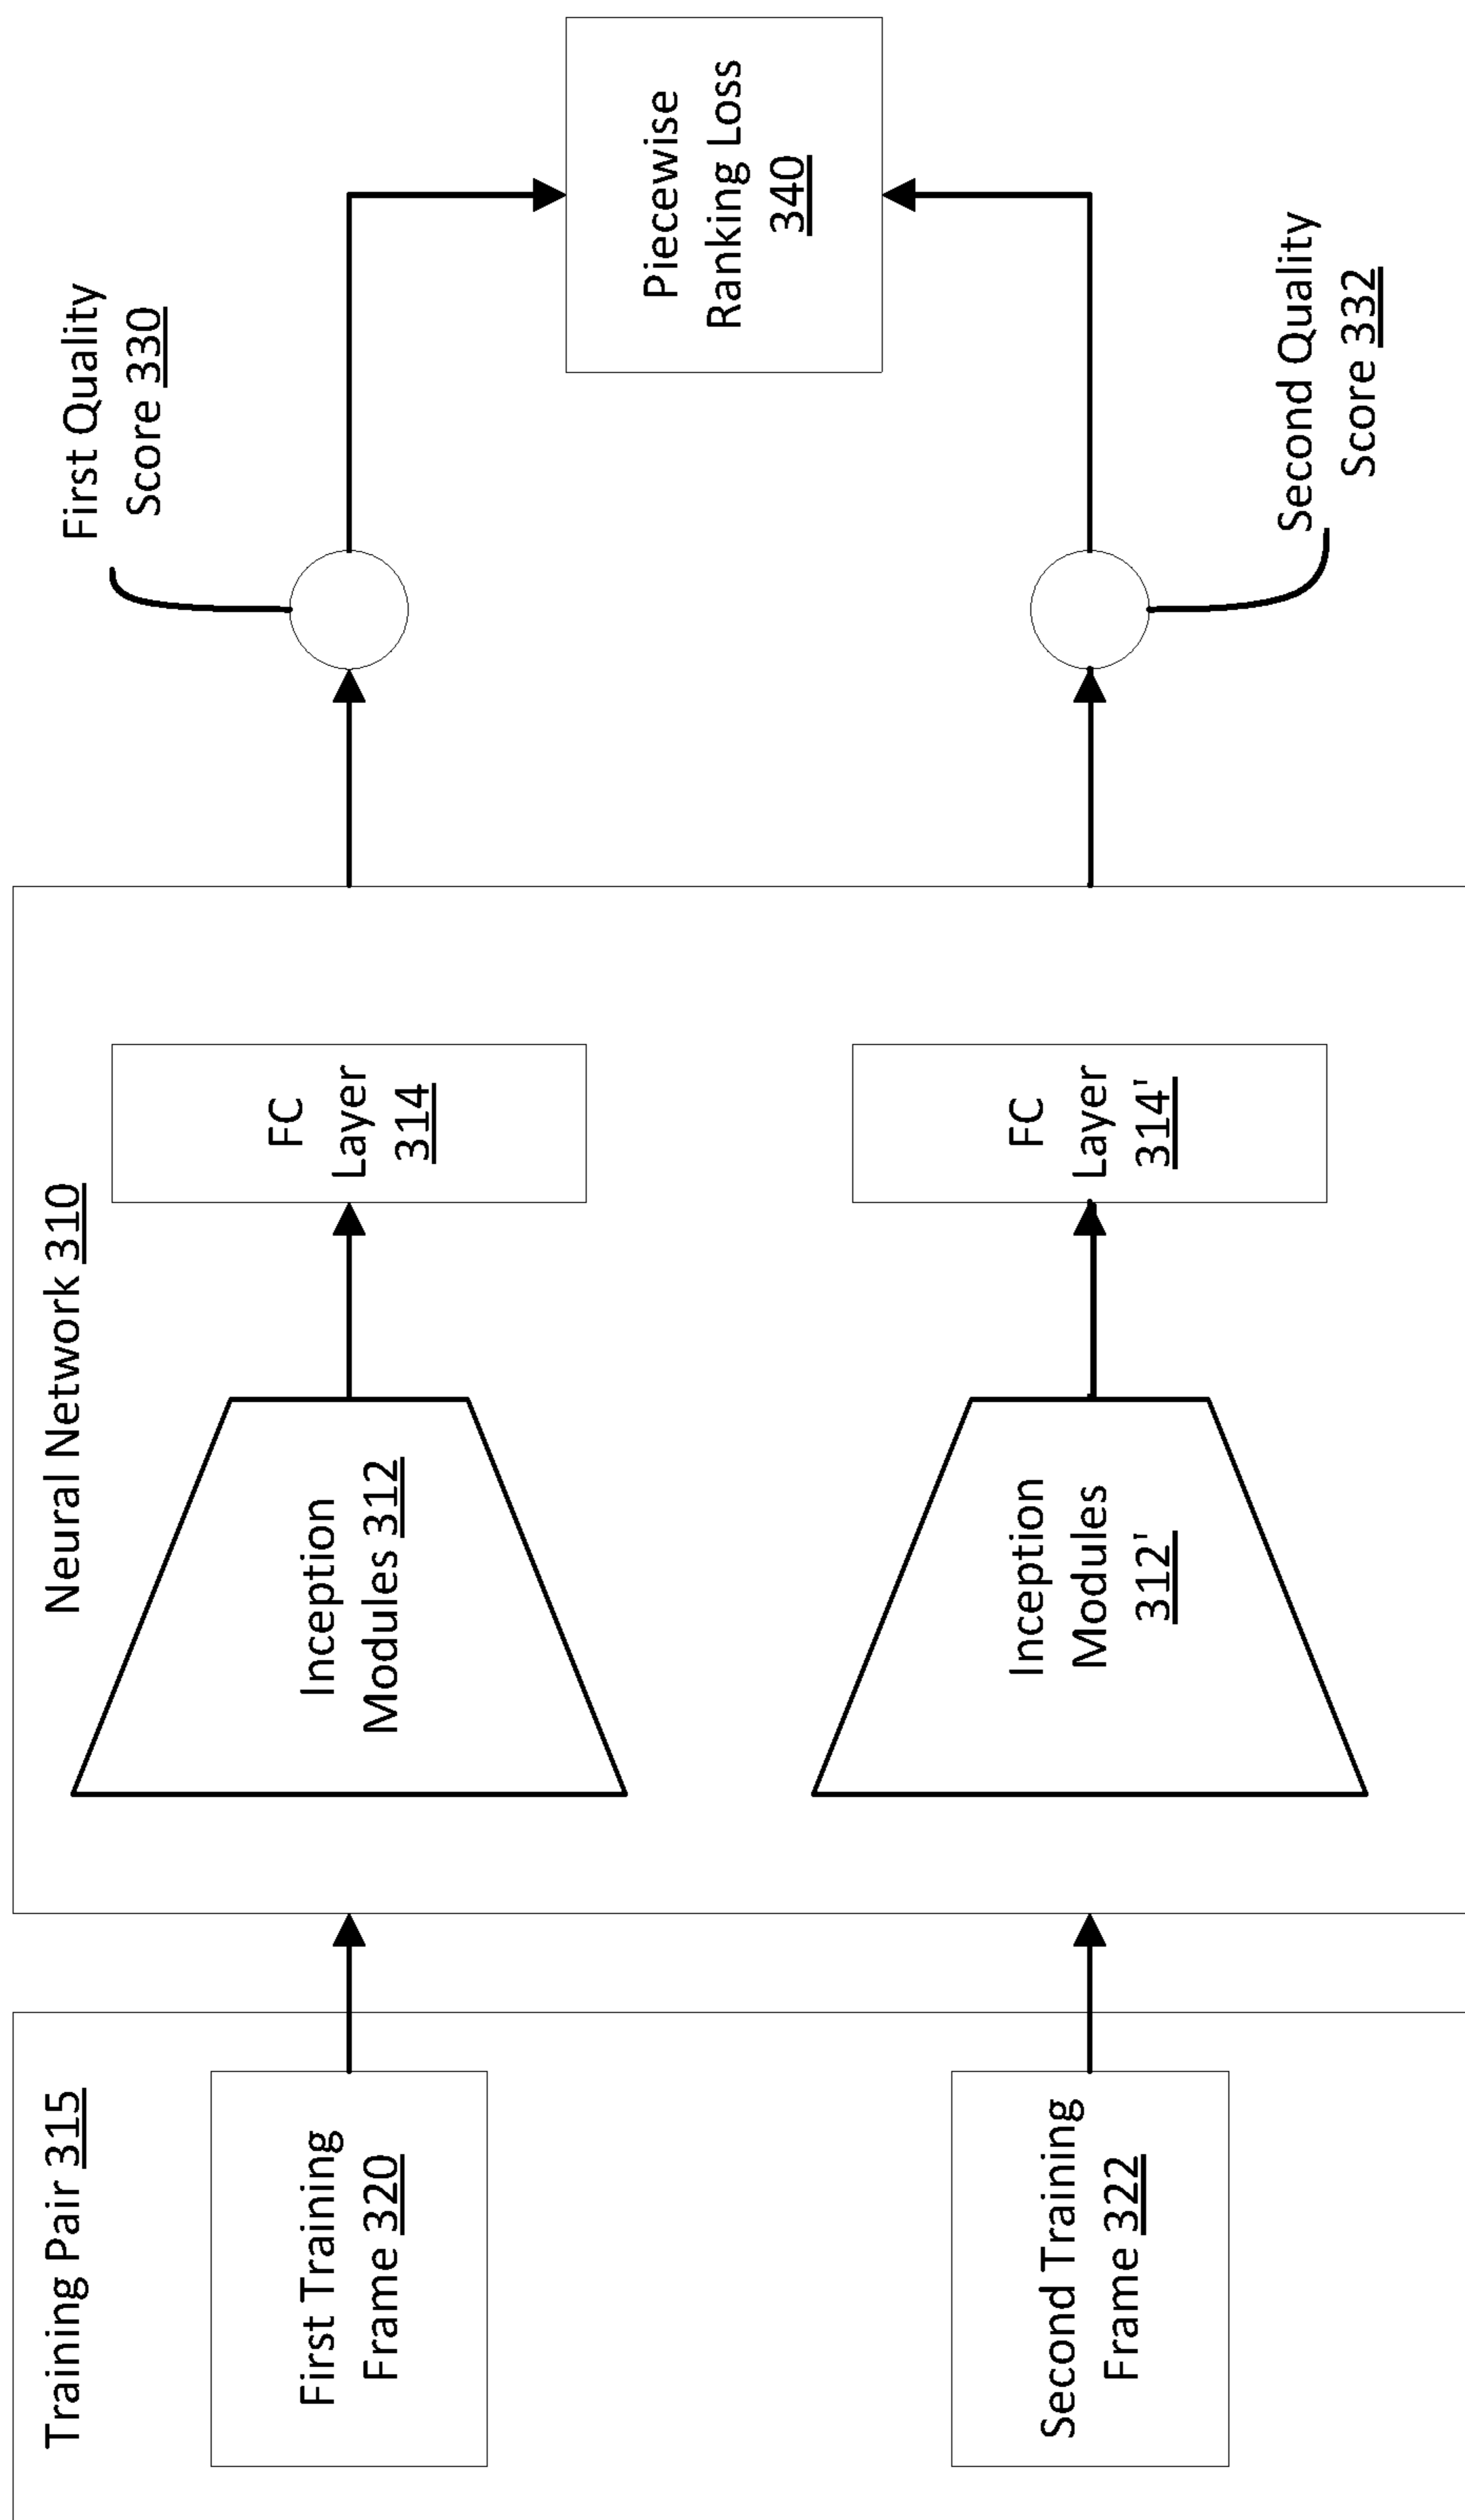 Training Pair 315
First Training
Frame 320
Second Training
Frame 322
Neural Network 310
Inception
Modules 312
FC
Layer
314
Inception
Modules
312'
FC
Layer
314'
First Quality
Score 330
Second Quality
Score 332
Piecewise
Ranking Loss
340